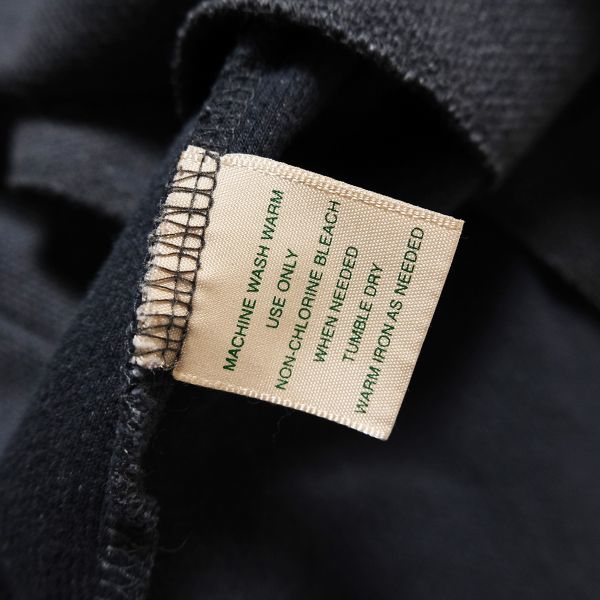 MACHINE WASH WARM
USE ONLY
NON-CHLORINE BLEACH
WHEN NEEDED
TUMBLE DRY
WARM IRON AS NEEDED